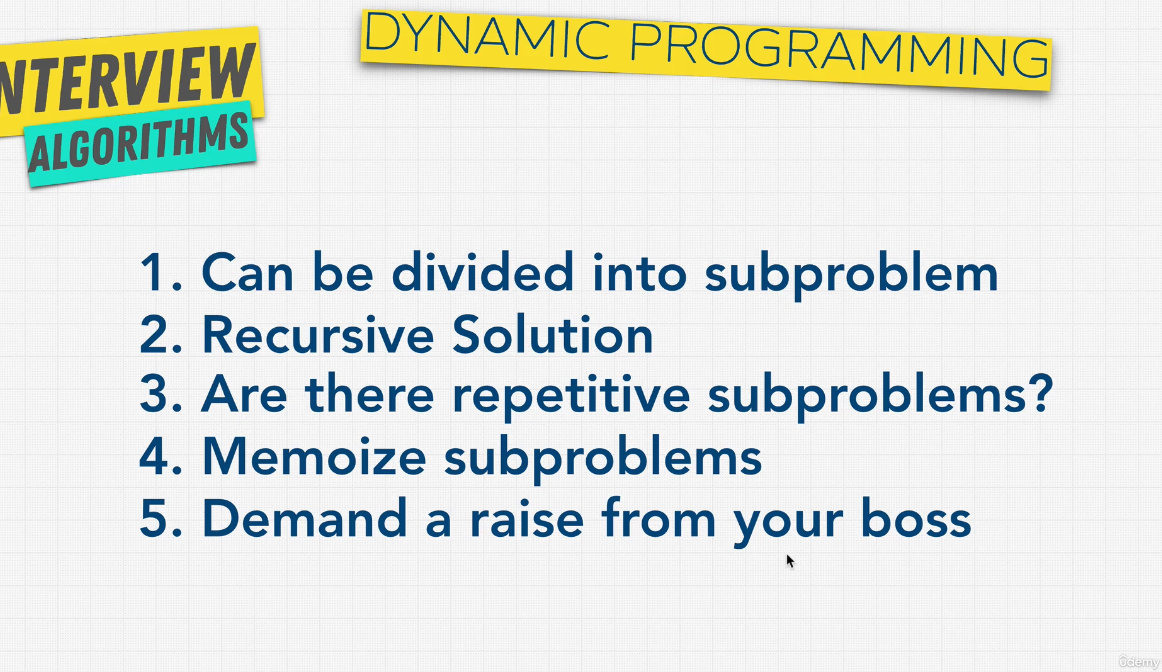 DYNAMIC PROGRAMMING
NTERVIEW
ALGORITHMS
1. Can be divided into subproblem
2. Recursive Solution
3. Are there repetitive subproblems?
4. Memoize subproblems
5. Demand a raise from your boss
ûdemy